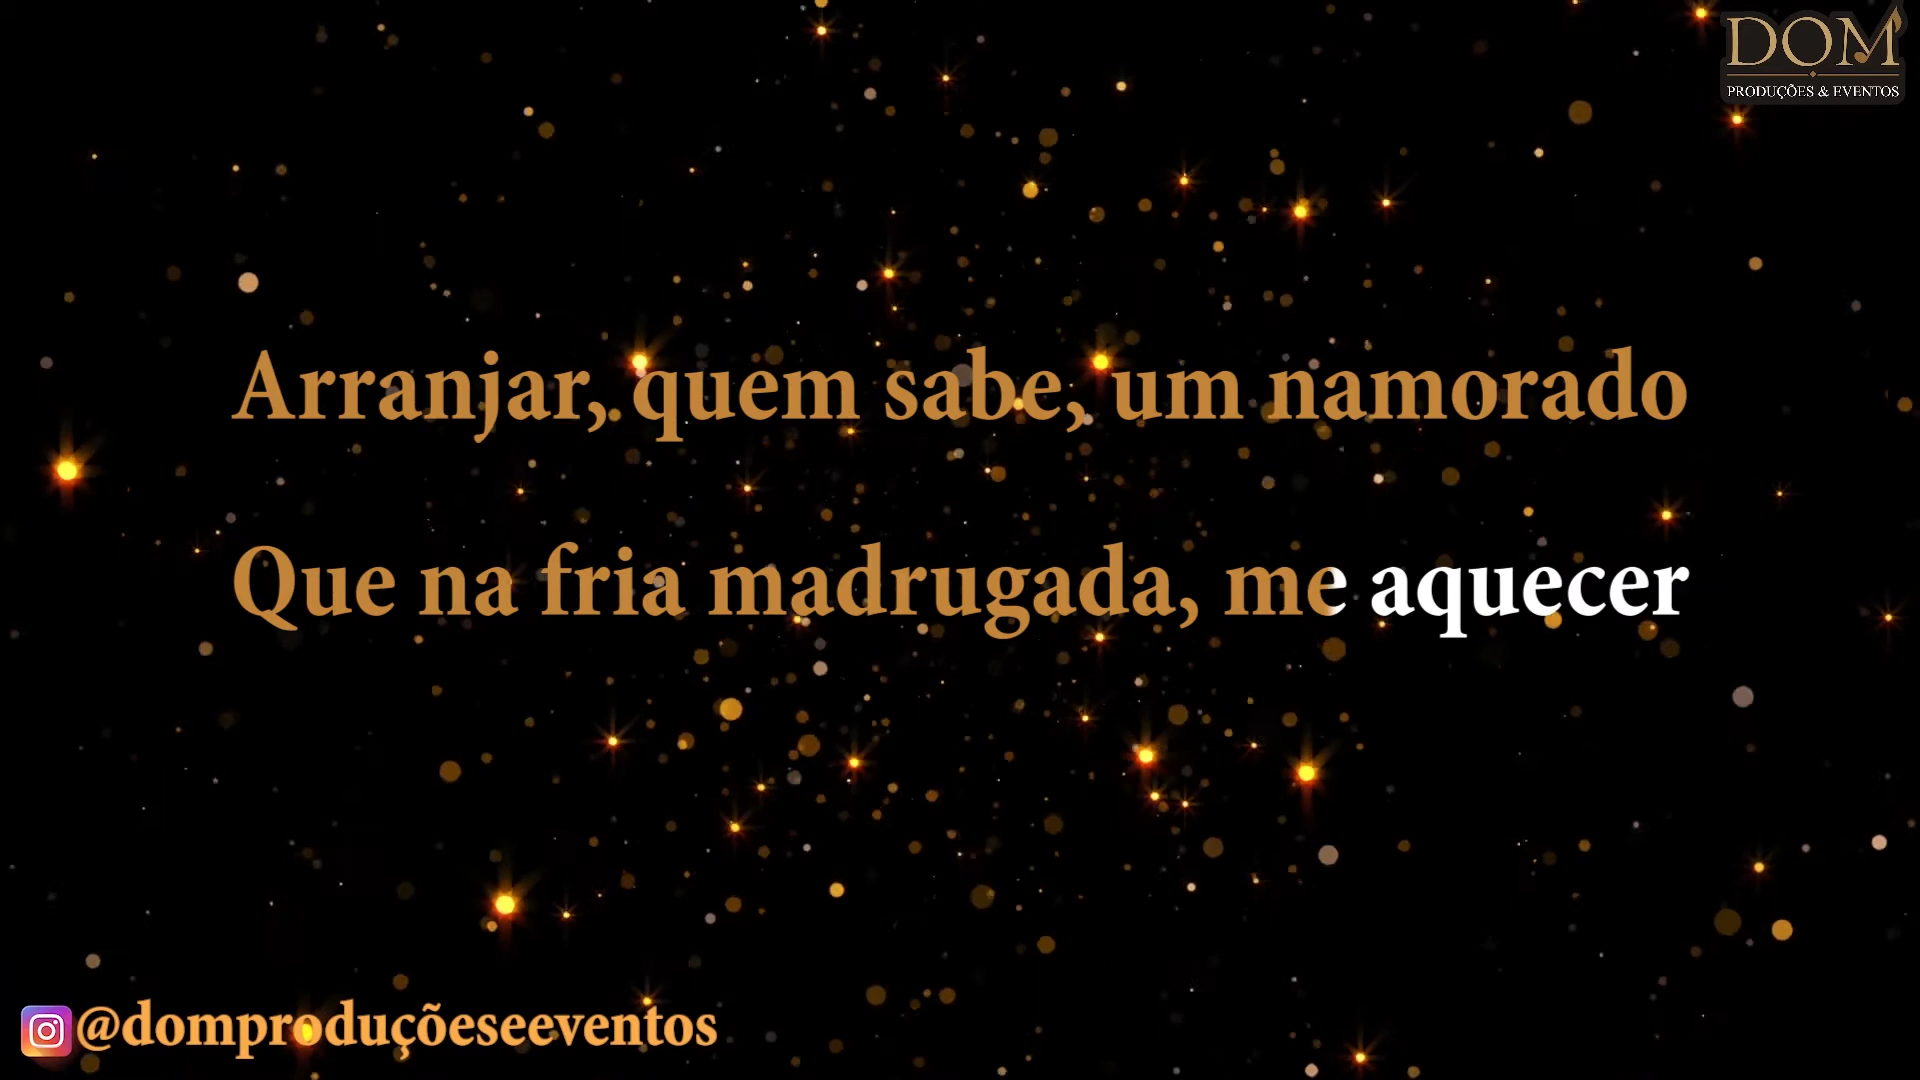 DOM
PRODUÇÕES & EVENTOS
Arranjar, quem sabe, um namorado
Que na fria madrugada, me aquecer
@domproduçõeseeventos